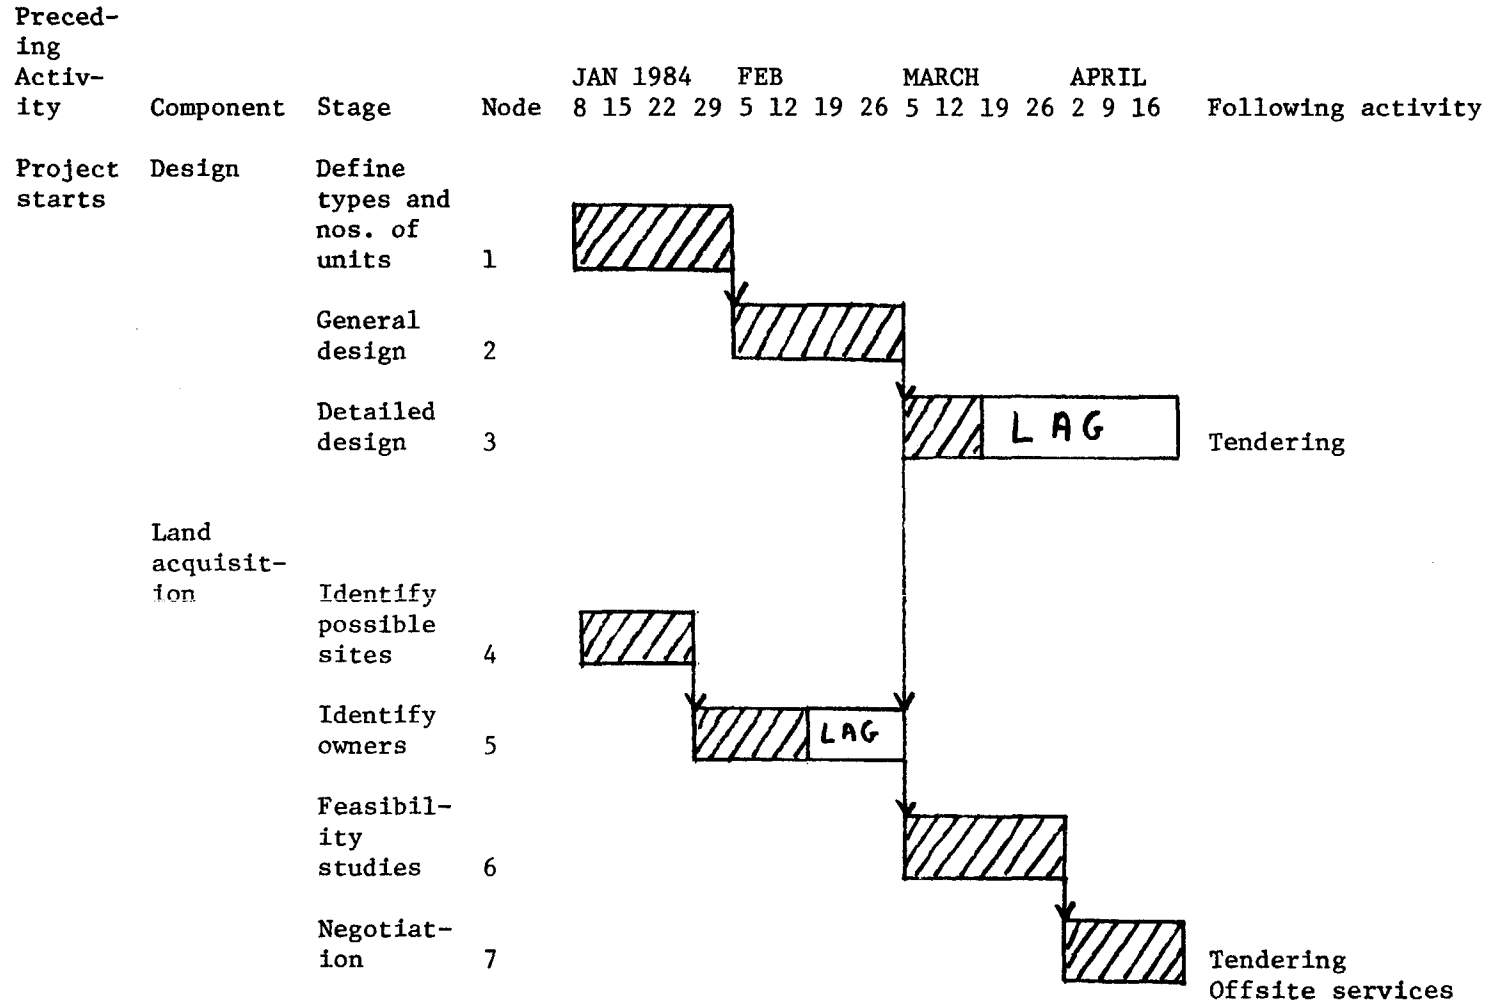 Preced-
ing
Activ-
ity Component Stage Node JAN 1984 FEB MARCH APRIL
8 15 22 29 5 12 19 26 5 12 19 26 2 9 16 Following activity
Project Design Define
starts types and
nos. of
units 1
General
design 2
Detailed
design 3 LAG Tendering
Land
acquisit-
ion Identify
possible
sites 4
Identify
owners 5 LAG
Feasibil-
ity
studies 6
Negotiat-
ion 7 Tendering
Offsite services